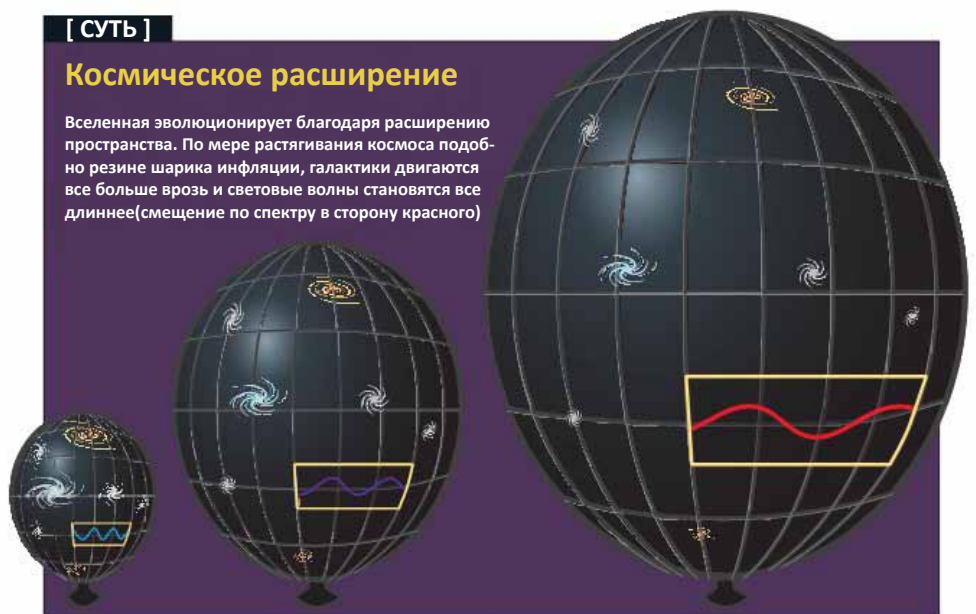 [ СУТЬ ]
Космическое расширение
Вселенная эволюционирует благодаря расширению
пространства. По мере растягивания космоса подоб-
но резине шарика инфляции, галактики двигаются
все больше врозь и световые волны становятся все
длиннее(смещение по спектру в сторону красного)